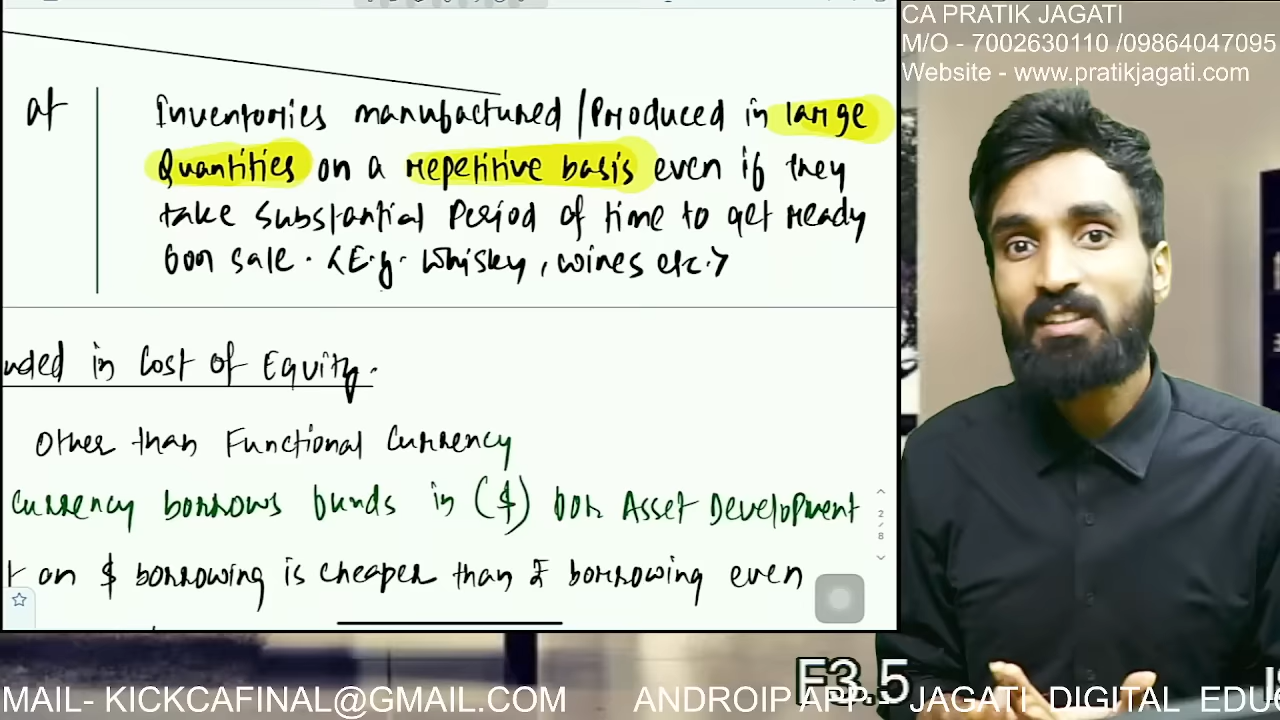 CA PRATIK JAGATI
M/O - 7002630110 /09864047095
Website - www.pratikjagati.com
at
Inventories manufactured/Produced in large
Quantities on a repetitive basis even if they
take substantial Period of time to get ready
for sale. <E.g. Whisky, wines etc.>
uded in Cost of Equity.
Other than Functional Currency
Currency borrows funds in ($) for Asset Development
t on $ borrowing is cheaper than ₹ borrowing even
2/8
F3.5
MAIL- KICKCAFINAL@GMAIL.COM ANDROIP APP - JAGATI DIGITAL EDU